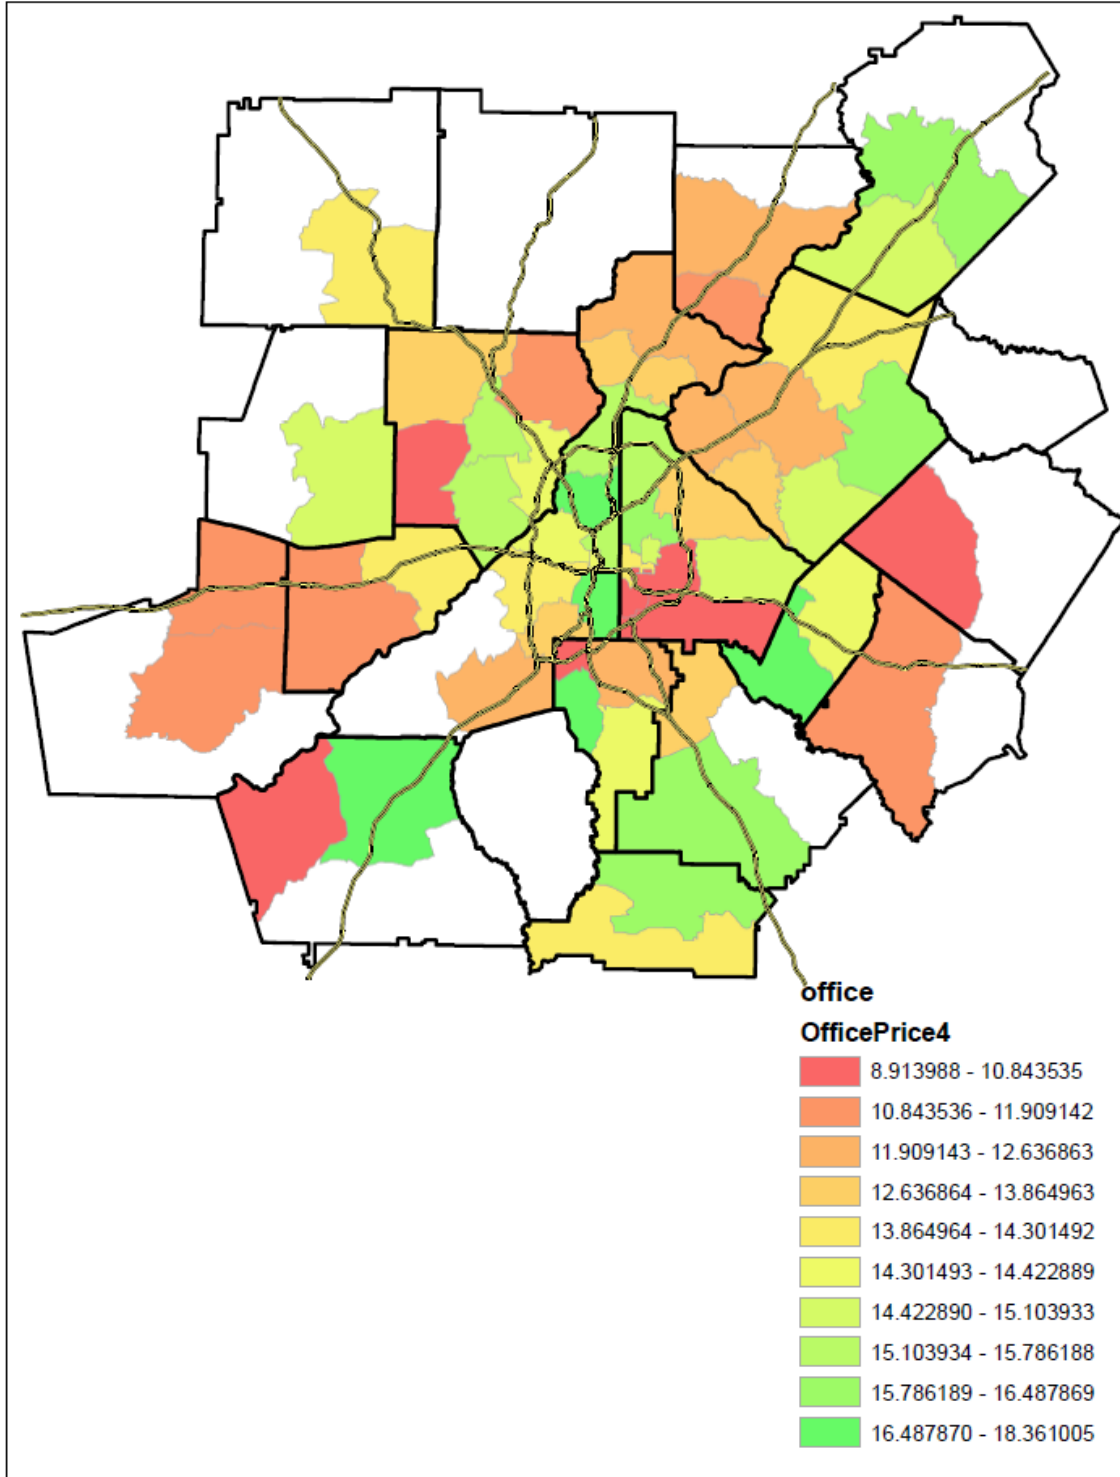 office
OfficePrice4
8.913988 - 10.843535
10.843536 - 11.909142
11.909143 - 12.636863
12.636864 - 13.864963
13.864964 - 14.301492
14.301493 - 14.422889
14.422890 - 15.103933
15.103934 - 15.786188
15.786189 - 16.487869
16.487870 - 18.361005